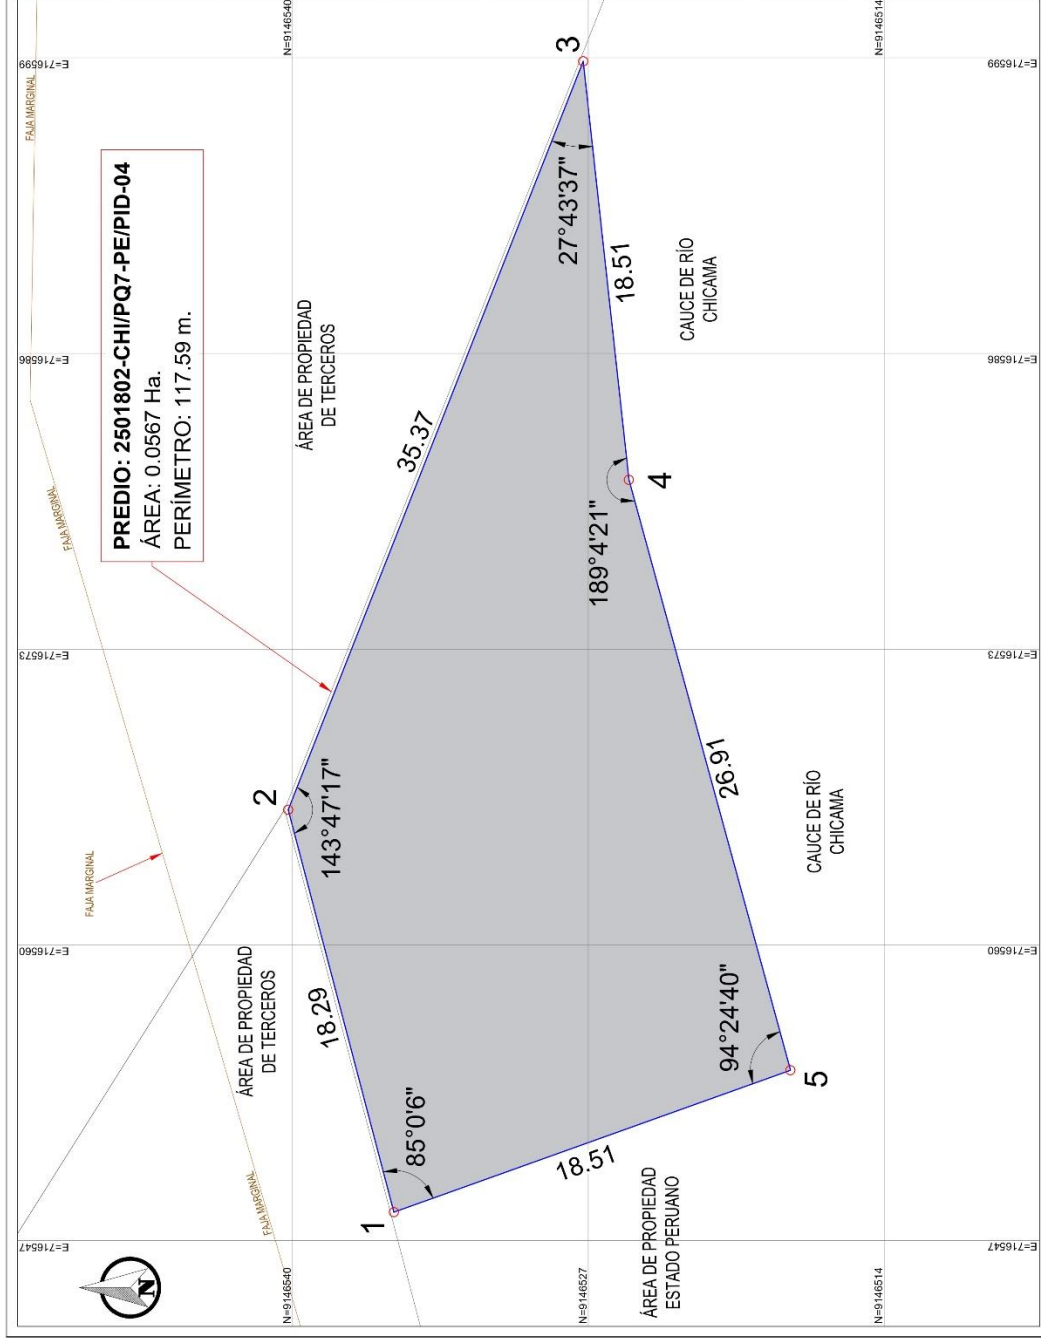 N=9146540
N=9146527
N=9146514
E=716599
E=716599
E=716586
E=716586
E=716573
E=716573
E=716560
E=716560
E=716547
E=716547
N=9146540
N=9146514
FAJA MARGINAL
FAJA MARGINAL
FAJA MARGINAL
FAJA MARGINAL
PREDIO: 2501802-CHI/PQ7-PE/PID-04
ÁREA: 0.0567 Ha.
PERÍMETRO: 117.59 m.
ÁREA DE PROPIEDAD
DE TERCEROS
ÁREA DE PROPIEDAD
DE TERCEROS
ÁREA DE PROPIEDAD
ESTADO PERUANO
CAUCE DE RÍO
CHICAMA
CAUCE DE RÍO
CHICAMA
1
2
3
4
5
18.29
35.37
18.51
26.91
18.51
85°0'6"
143°47'17"
27°43'37"
189°4'21"
94°24'40"
N